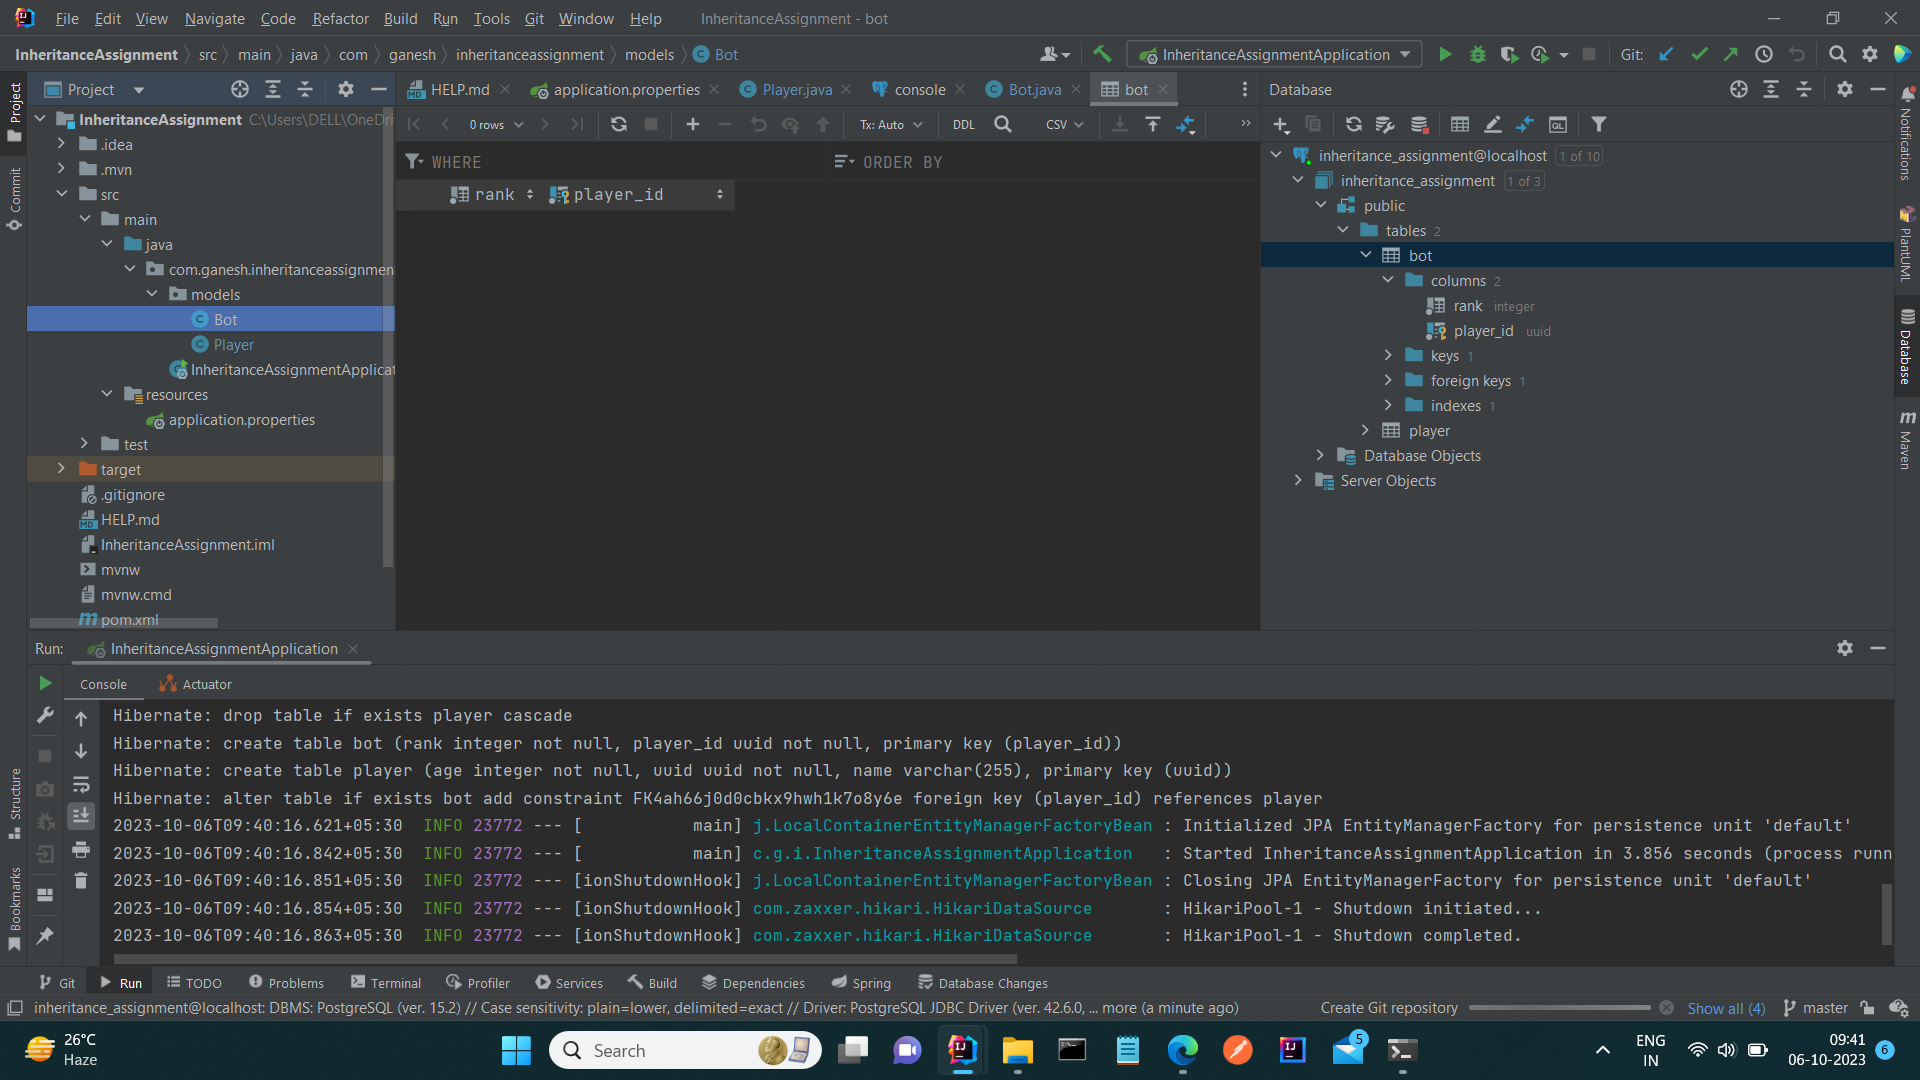 File Edit View Navigate Code Refactor Build Run Tools Git Window Help InheritanceAssignment - bot
InheritanceAssignment src main java com ganesh inheritanceassignment models Bot
InheritanceAssignmentApplication Git:
Project
HELP.md application.properties Player.java console Bot.java bot
Database
InheritanceAssignment C:\Users\DELL\OneDri
.idea
.mvn
src
main
java
com.ganesh.inheritanceassignmen
models
Bot
Player
InheritanceAssignmentApplicat
resources
application.properties
test
target
.gitignore
HELP.md
InheritanceAssignment.iml
mvnw
mvnw.cmd
pom.xml
0 rows Tx: Auto DDL CSV
WHERE ORDER BY
rank player_id
inheritance_assignment@localhost 1 of 10
inheritance_assignment 1 of 3
public
tables 2
bot
columns 2
rank integer
player_id uuid
keys 1
foreign keys 1
indexes 1
player
Database Objects
Server Objects
Project
Commit
Structure
Bookmarks
Notifications
PlantUML
Database
Maven
Run: InheritanceAssignmentApplication
Console Actuator
Hibernate: drop table if exists player cascade
Hibernate: create table bot (rank integer not null, player_id uuid not null, primary key (player_id))
Hibernate: create table player (age integer not null, uuid uuid not null, name varchar(255), primary key (uuid))
Hibernate: alter table if exists bot add constraint FK4ah66j0d0cbkx9hwh1k7o8y6e foreign key (player_id) references player
2023-10-06T09:40:16.621+05:30 INFO 23772 --- [ main] j.LocalContainerEntityManagerFactoryBean : Initialized JPA EntityManagerFactory for persistence unit 'default'
2023-10-06T09:40:16.842+05:30 INFO 23772 --- [ main] c.g.i.InheritanceAssignmentApplication : Started InheritanceAssignmentApplication in 3.856 seconds (process runn
2023-10-06T09:40:16.851+05:30 INFO 23772 --- [ionShutdownHook] j.LocalContainerEntityManagerFactoryBean : Closing JPA EntityManagerFactory for persistence unit 'default'
2023-10-06T09:40:16.854+05:30 INFO 23772 --- [ionShutdownHook] com.zaxxer.hikari.HikariDataSource : HikariPool-1 - Shutdown initiated...
2023-10-06T09:40:16.863+05:30 INFO 23772 --- [ionShutdownHook] com.zaxxer.hikari.HikariDataSource : HikariPool-1 - Shutdown completed.
Git Run TODO Problems Terminal Profiler Services Build Dependencies Spring Database Changes
inheritance_assignment@localhost: DBMS: PostgreSQL (ver. 15.2) // Case sensitivity: plain=lower, delimited=exact // Driver: PostgreSQL JDBC Driver (ver. 42.6.0, ... more (a minute ago) Create Git repository Show all (4) master
26°C
Haze
Search
5
ENG
IN
09:41
06-10-2023
6